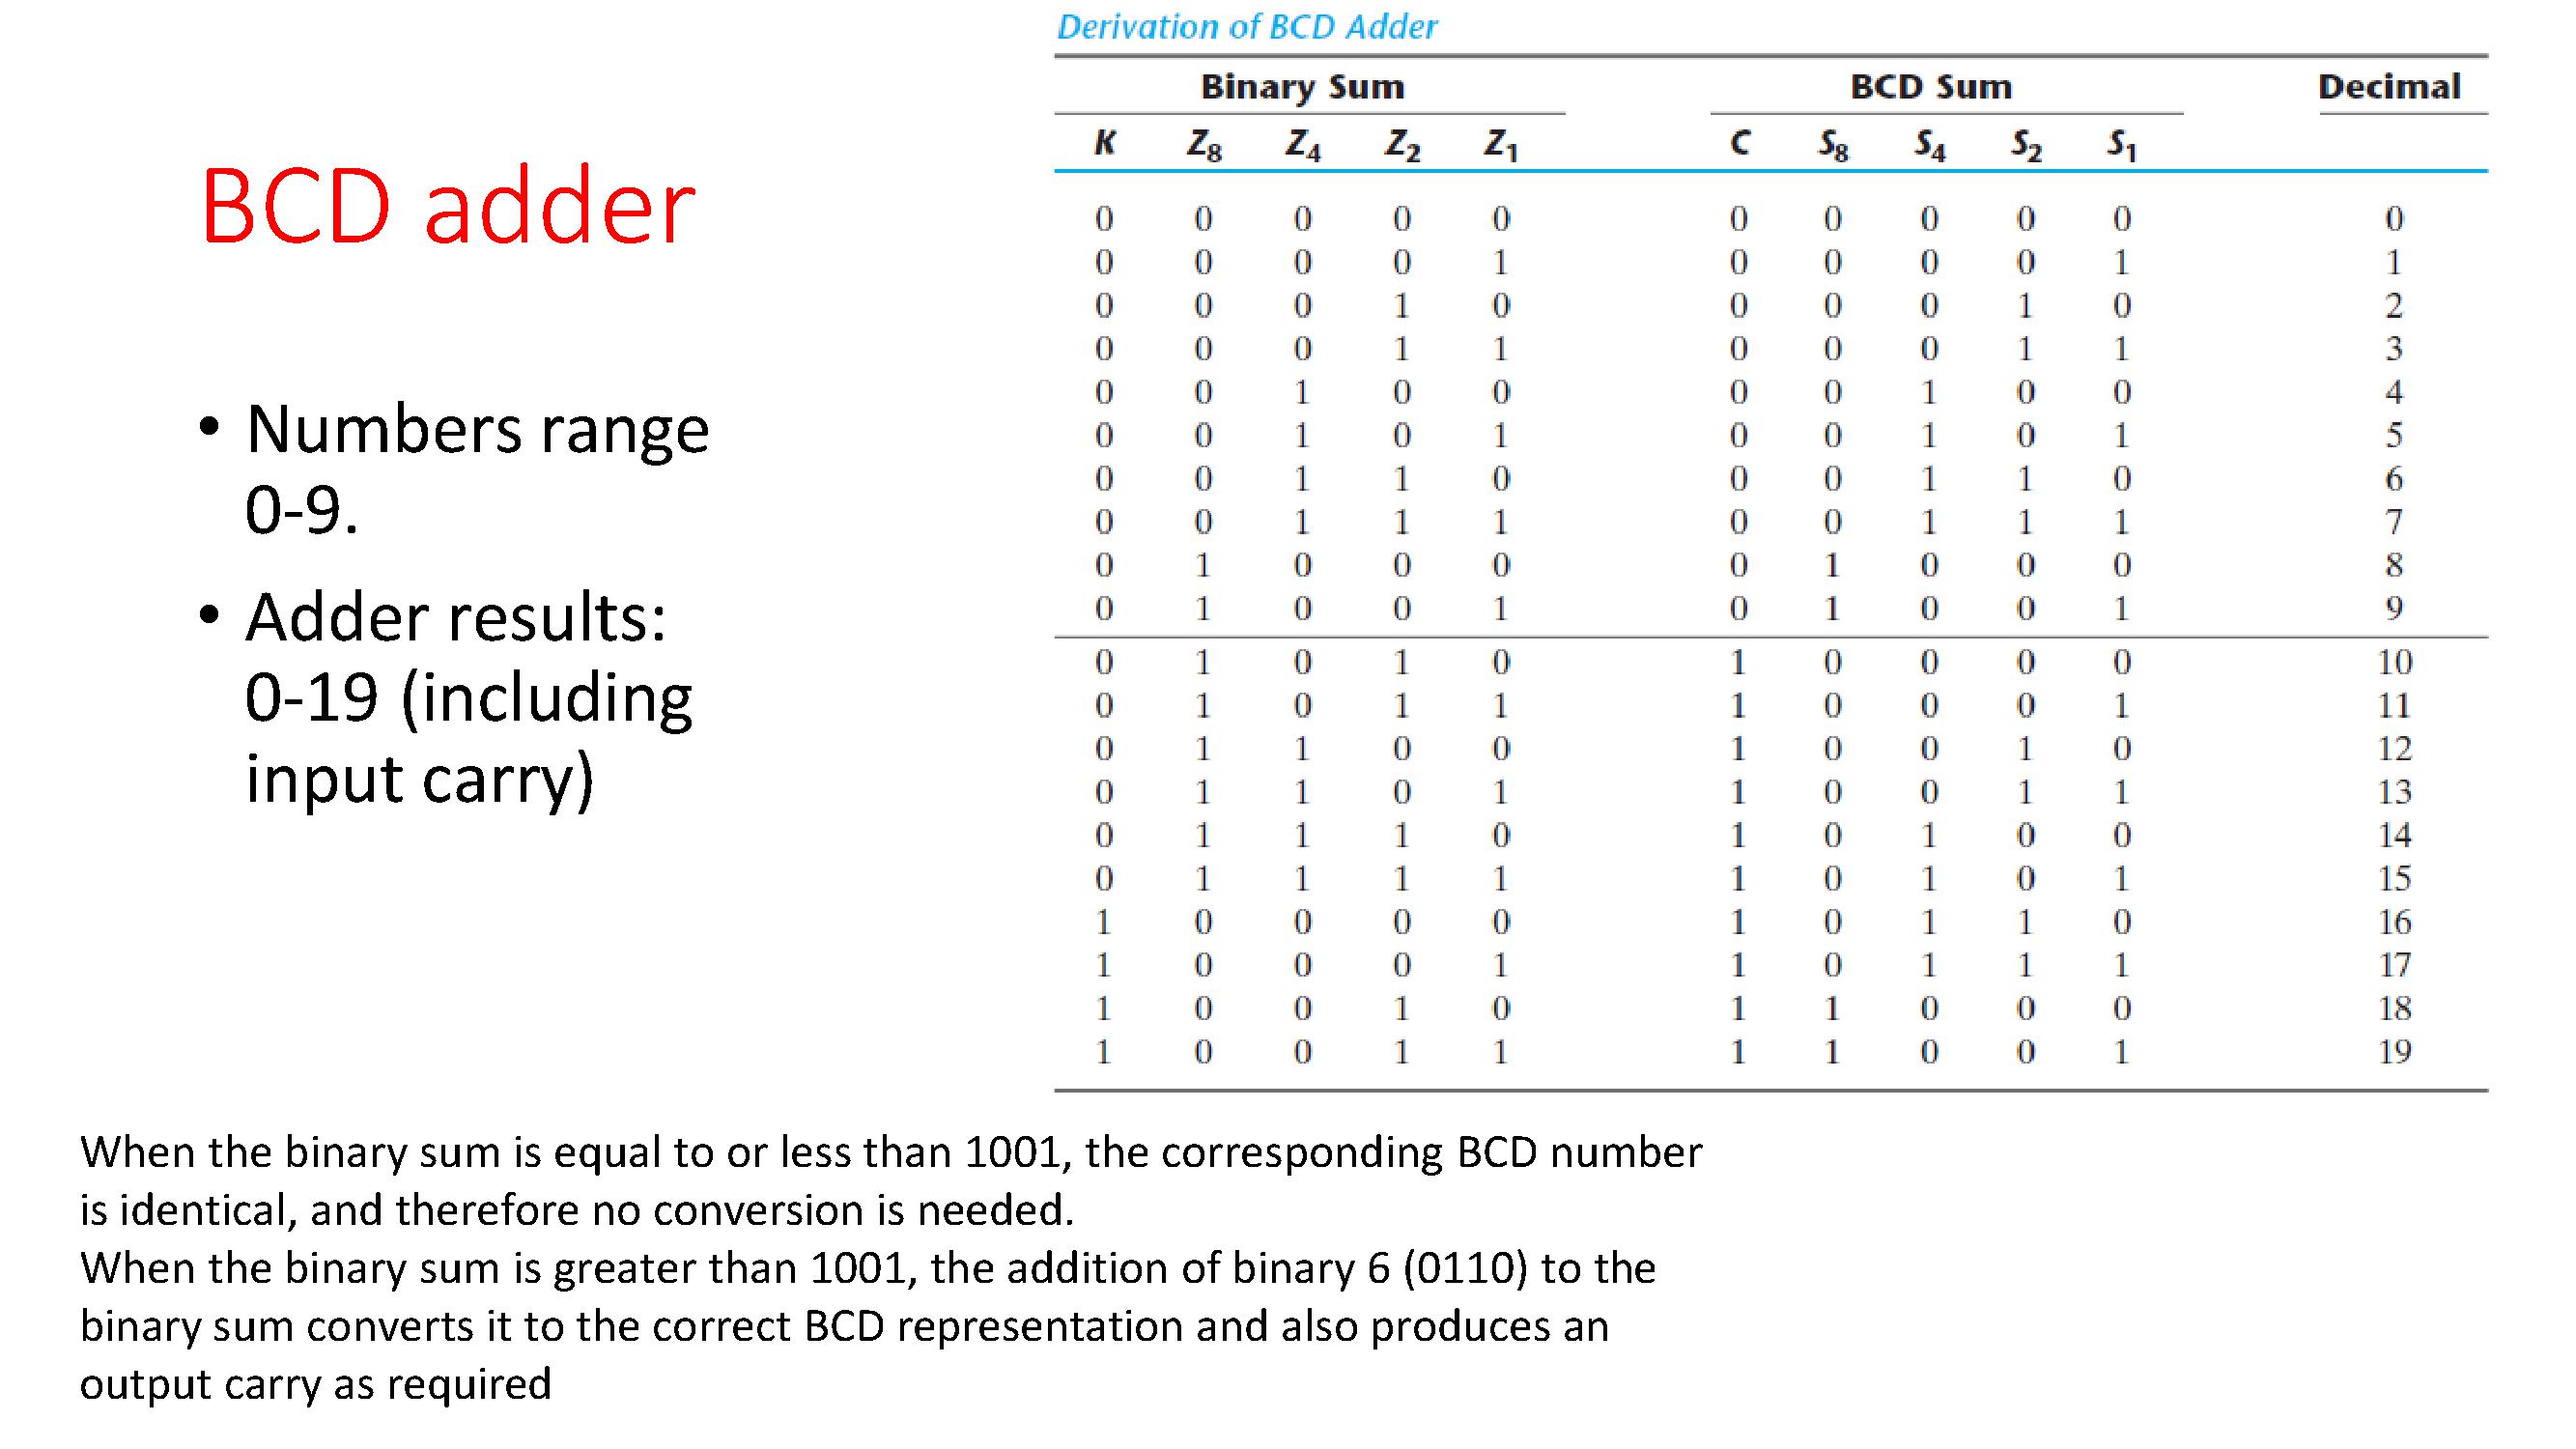 BCD adder
• Numbers range
0-9.
• Adder results:
0-19 (including
input carry)
Derivation of BCD Adder
Binary Sum BCD Sum Decimal
K Z8 Z4 Z2 Z1 C S8 S4 S2 S1
0 0 0 0 0 0 0 0 0 0 0
0 0 0 0 1 0 0 0 0 1 1
0 0 0 1 0 0 0 0 1 0 2
0 0 0 1 1 0 0 0 1 1 3
0 0 1 0 0 0 0 1 0 0 4
0 0 1 0 1 0 0 1 0 1 5
0 0 1 1 0 0 0 1 1 0 6
0 0 1 1 1 0 0 1 1 1 7
0 1 0 0 0 0 1 0 0 0 8
0 1 0 0 1 0 1 0 0 1 9
0 1 0 1 0 1 0 0 0 0 10
0 1 0 1 1 1 0 0 0 1 11
0 1 1 0 0 1 0 0 1 0 12
0 1 1 0 1 1 0 0 1 1 13
0 1 1 1 0 1 0 1 0 0 14
0 1 1 1 1 1 0 1 0 1 15
1 0 0 0 0 1 0 1 1 0 16
1 0 0 0 1 1 0 1 1 1 17
1 0 0 1 0 1 1 0 0 0 18
1 0 0 1 1 1 1 0 0 1 19
When the binary sum is equal to or less than 1001, the corresponding BCD number
is identical, and therefore no conversion is needed.
When the binary sum is greater than 1001, the addition of binary 6 (0110) to the
binary sum converts it to the correct BCD representation and also produces an
output carry as required